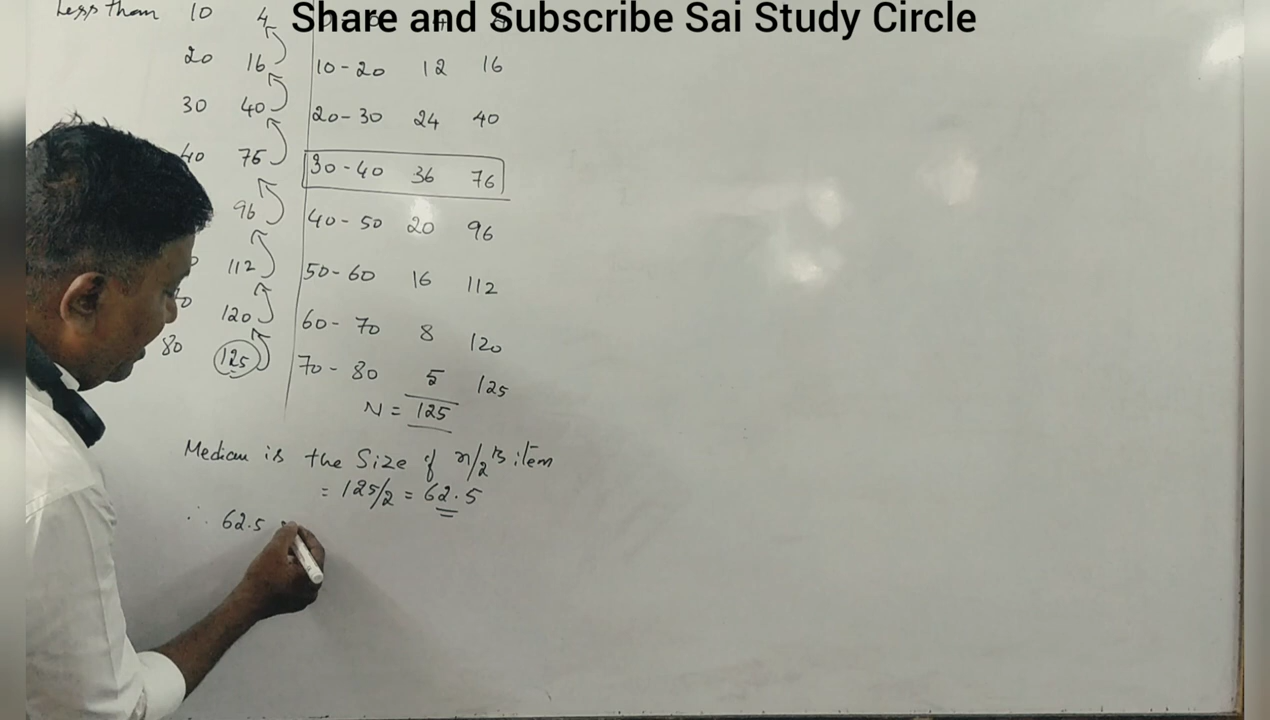 Share and Subscribe Sai Study Circle
Less than 10 4
20 16 10-20 12 16
30 40 20-30 24 40
40 76 30-40 36 76
96 40-50 20 96
112 50-60 16 112
120 60-70 8 120
80 125 70-80 5 125
N = 125
Median is the Size of n/2 th item
= 125/2 = 62.5
∴ 62.5